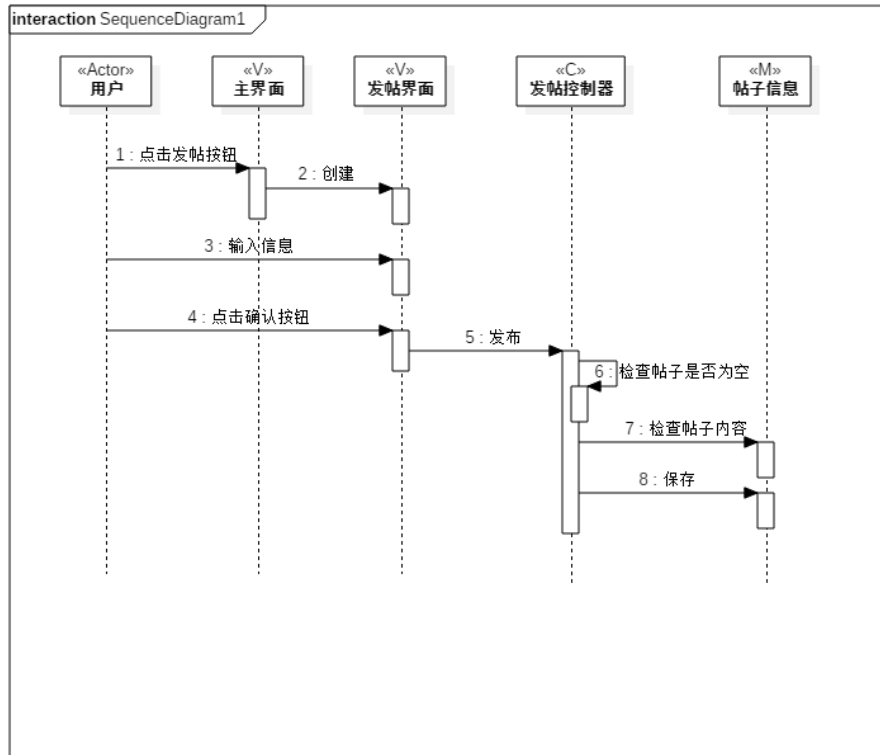 interaction SequenceDiagram1
«Actor»
用户
«V»
主界面
«V»
发帖界面
«C»
发帖控制器
«M»
帖子信息
1 : 点击发帖按钮
2 : 创建
3 : 输入信息
4 : 点击确认按钮
5 : 发布
6 : 检查帖子是否为空
7 : 检查帖子内容
8 : 保存